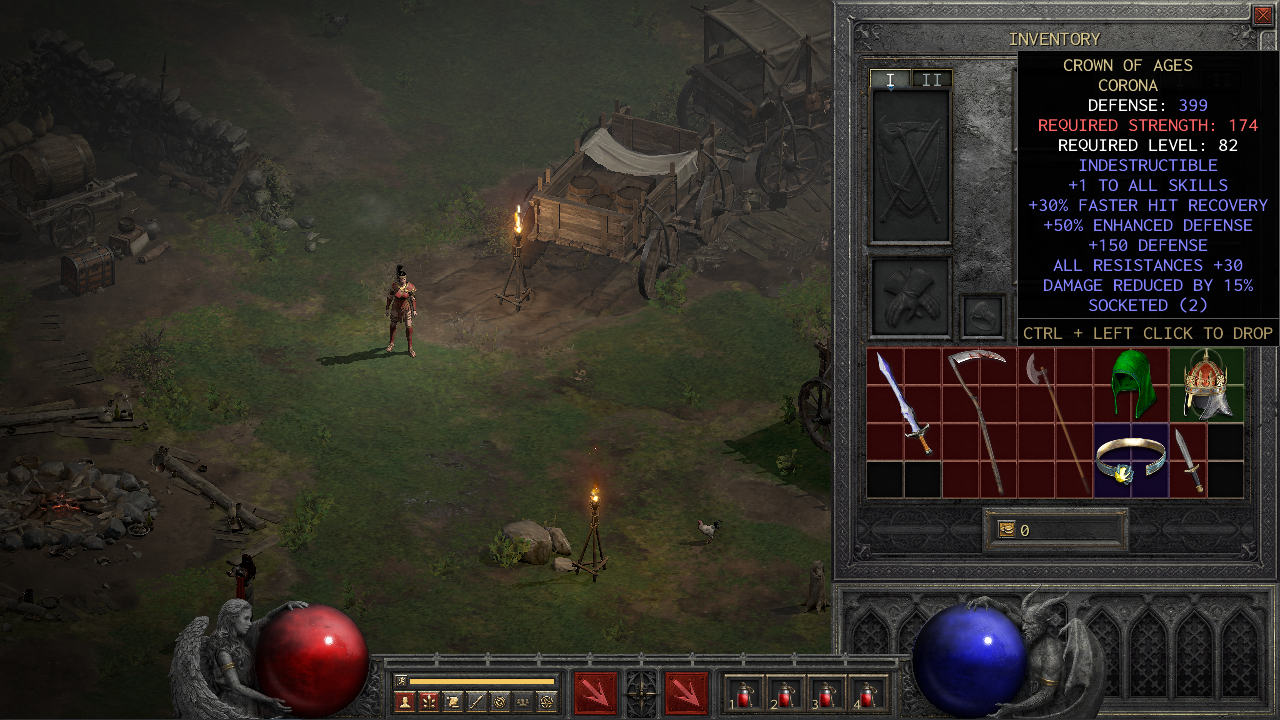 INVENTORY
I II
CROWN OF AGES
CORONA
DEFENSE: 399
REQUIRED STRENGTH: 174
REQUIRED LEVEL: 82
INDESTRUCTIBLE
+1 TO ALL SKILLS
+30% FASTER HIT RECOVERY
+50% ENHANCED DEFENSE
+150 DEFENSE
ALL RESISTANCES +30
DAMAGE REDUCED BY 15%
SOCKETED (2)
CTRL + LEFT CLICK TO DROP
0
1 2 3 4